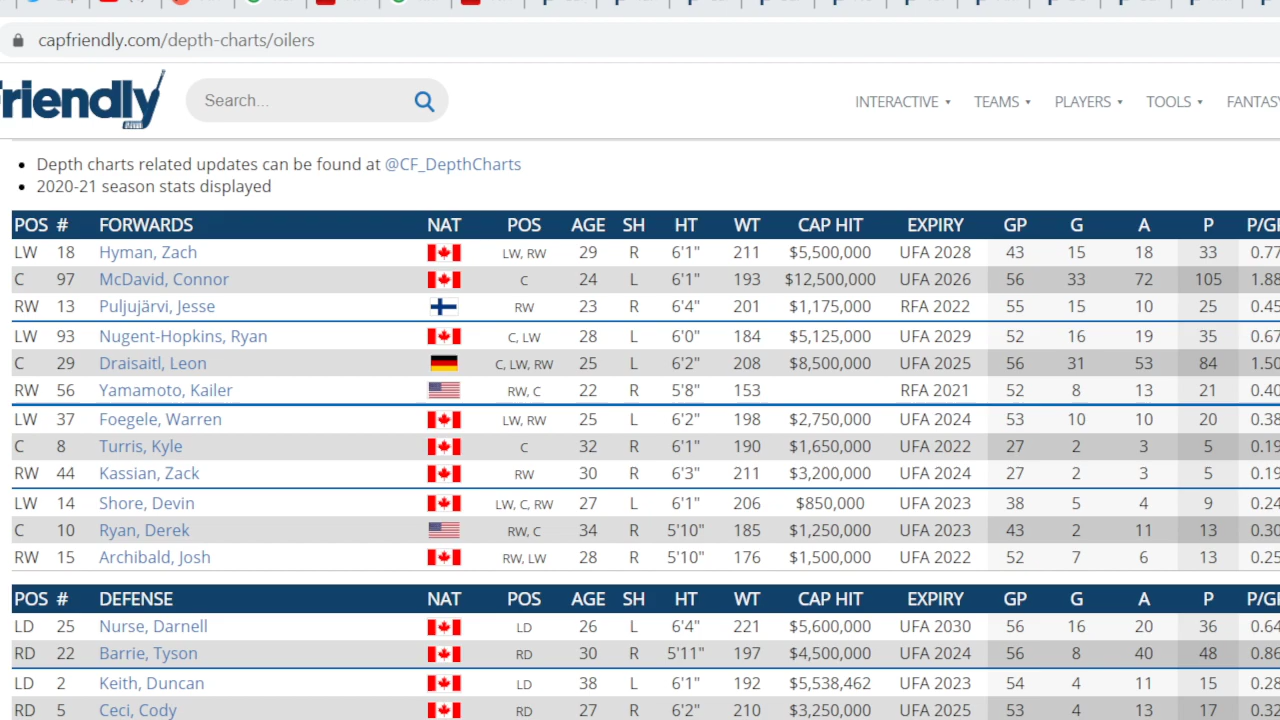 capfriendly.com/depth-charts/oilers
friendly
Search...
INTERACTIVE TEAMS PLAYERS TOOLS FANTASY
Depth charts related updates can be found at @CF_DepthCharts
2020-21 season stats displayed
POS # FORWARDS NAT POS AGE SH HT WT CAP HIT EXPIRY GP G A P P/G
LW 18 Hyman, Zach LW, RW 29 R 6'1" 211 $5,500,000 UFA 2028 43 15 18 33 0.77
C 97 McDavid, Connor C 24 L 6'1" 193 $12,500,000 UFA 2026 56 33 72 105 1.88
RW 13 Puljujärvi, Jesse RW 23 R 6'4" 201 $1,175,000 RFA 2022 55 15 10 25 0.45
LW 93 Nugent-Hopkins, Ryan C, LW 28 L 6'0" 184 $5,125,000 UFA 2029 52 16 19 35 0.67
C 29 Draisaitl, Leon C, LW, RW 25 L 6'2" 208 $8,500,000 UFA 2025 56 31 53 84 1.50
RW 56 Yamamoto, Kailer RW, C 22 R 5'8" 153 RFA 2021 52 8 13 21 0.40
LW 37 Foegele, Warren LW, RW 25 L 6'2" 198 $2,750,000 UFA 2024 53 10 10 20 0.38
C 8 Turris, Kyle C 32 R 6'1" 190 $1,650,000 UFA 2022 27 2 3 5 0.19
RW 44 Kassian, Zack RW 30 R 6'3" 211 $3,200,000 UFA 2024 27 2 3 5 0.19
LW 14 Shore, Devin LW, C, RW 27 L 6'1" 206 $850,000 UFA 2023 38 5 4 9 0.24
C 10 Ryan, Derek RW, C 34 R 5'10" 185 $1,250,000 UFA 2023 43 2 11 13 0.30
RW 15 Archibald, Josh RW, LW 28 R 5'10" 176 $1,500,000 UFA 2022 52 7 6 13 0.25
POS # DEFENSE NAT POS AGE SH HT WT CAP HIT EXPIRY GP G A P P/G
LD 25 Nurse, Darnell LD 26 L 6'4" 221 $5,600,000 UFA 2030 56 16 20 36 0.64
RD 22 Barrie, Tyson RD 30 R 5'11" 197 $4,500,000 UFA 2024 56 8 40 48 0.86
LD 2 Keith, Duncan LD 38 L 6'1" 192 $5,538,462 UFA 2023 54 4 11 15 0.28
RD 5 Ceci, Cody RD 27 R 6'2" 210 $3,250,000 UFA 2025 53 4 13 17 0.32